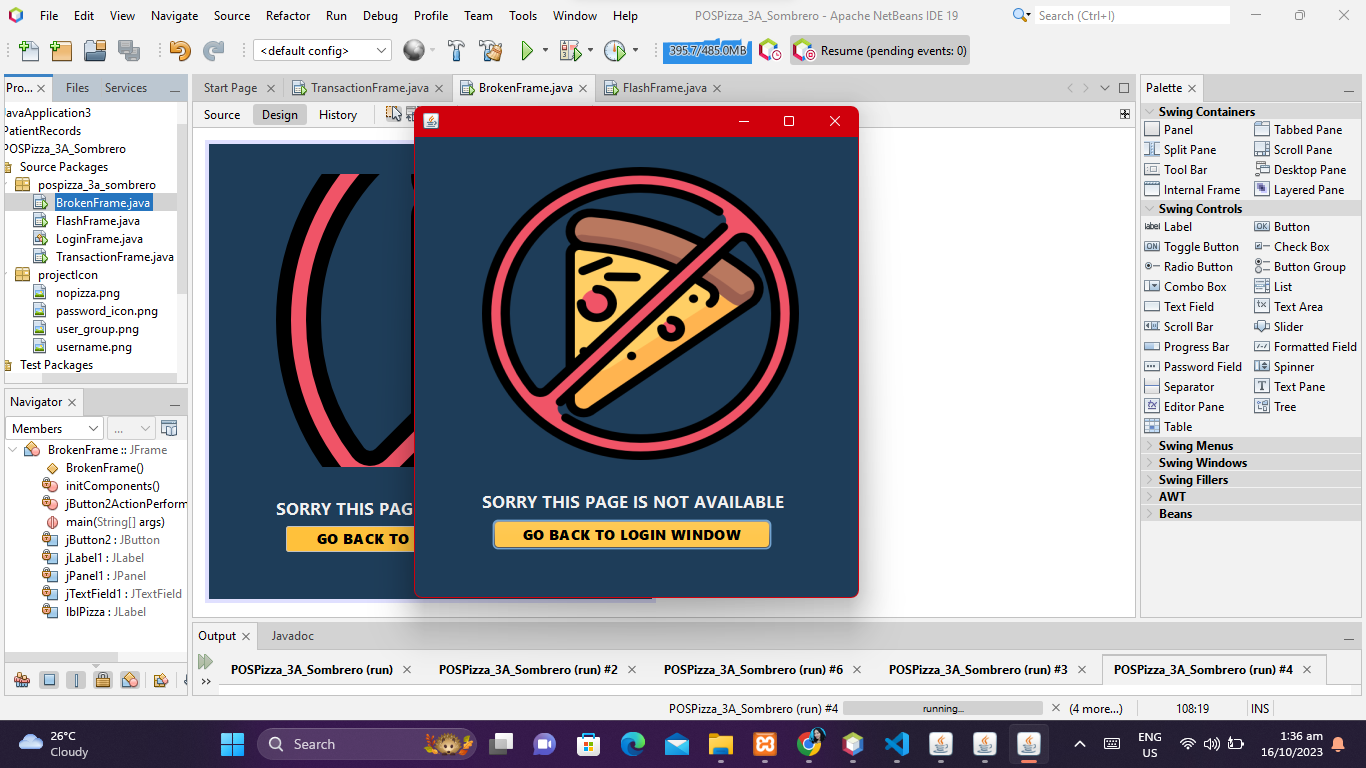 File Edit View Navigate Source Refactor Run Debug Profile Team Tools Window Help
POSPizza_3A_Sombrero - Apache NetBeans IDE 19
Search (Ctrl+I)
<default config>
395.7/485.0MB
Resume (pending events: 0)
Pro... Files Services
JavaApplication3
PatientRecords
POSPizza_3A_Sombrero
Source Packages
pospizza_3a_sombrero
BrokenFrame.java
FlashFrame.java
LoginFrame.java
TransactionFrame.java
projectIcon
nopizza.png
password_icon.png
user_group.png
username.png
Test Packages
Navigator
Members ...
BrokenFrame :: JFrame
BrokenFrame()
initComponents()
jButton2ActionPerform
main(String[] args)
jButton2 : JButton
jLabel1 : JLabel
jPanel1 : JPanel
jTextField1 : JTextField
lblPizza : JLabel
Start Page TransactionFrame.java BrokenFrame.java FlashFrame.java
Source Design History
SORRY THIS PAG
GO BACK TO
SORRY THIS PAGE IS NOT AVAILABLE
GO BACK TO LOGIN WINDOW
Palette
Swing Containers
Panel Tabbed Pane
Split Pane Scroll Pane
Tool Bar Desktop Pane
Internal Frame Layered Pane
Swing Controls
label Label OK Button
ON Toggle Button Check Box
Radio Button Button Group
Combo Box List
Text Field Text Area
Scroll Bar Slider
Progress Bar Formatted Field
Password Field Spinner
Separator Text Pane
Editor Pane Tree
Table
Swing Menus
Swing Windows
Swing Fillers
AWT
Beans
Output Javadoc
POSPizza_3A_Sombrero (run) POSPizza_3A_Sombrero (run) #2 POSPizza_3A_Sombrero (run) #6 POSPizza_3A_Sombrero (run) #3 POSPizza_3A_Sombrero (run) #4
POSPizza_3A_Sombrero (run) #4 running... (4 more...) 108:19 INS
26°C
Cloudy
Search
ENG
US
1:36 am
16/10/2023